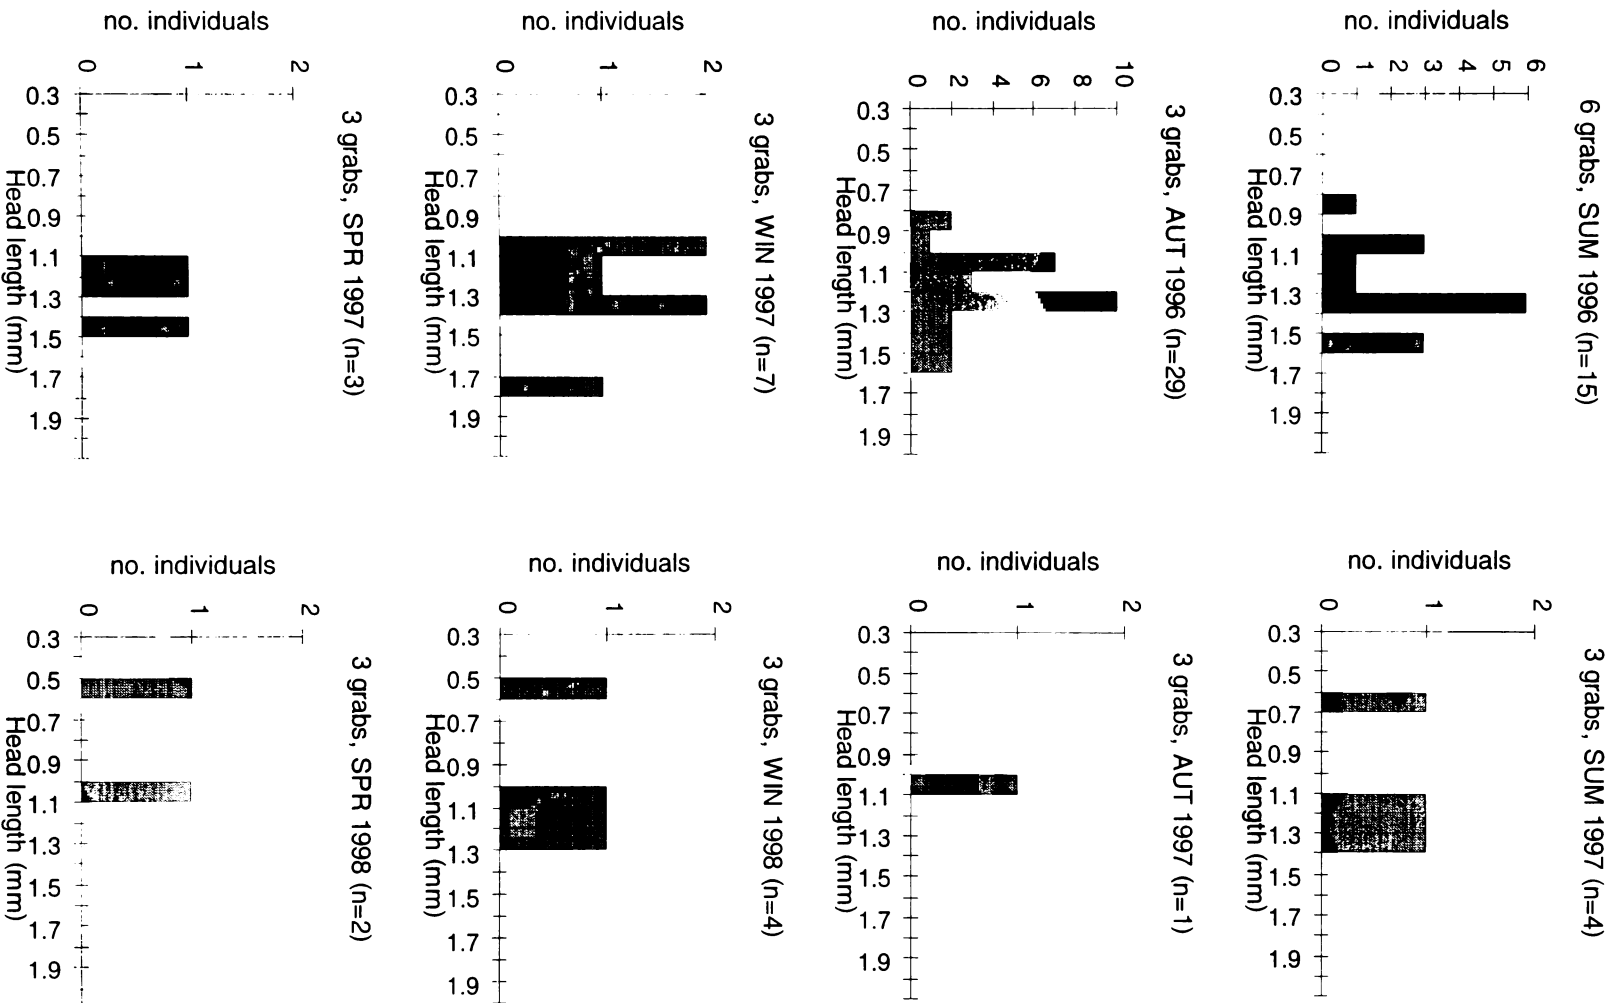 6 grabs, SUM 1996 (n=15)
no. individuals
6
5
4
3
2
1
0
0.3 0.5 0.7 0.9 1.1 1.3 1.5 1.7 1.9
Head length (mm)
3 grabs, AUT 1996 (n=29)
no. individuals
10
8
6
4
2
0
0.3 0.5 0.7 0.9 1.1 1.3 1.5 1.7 1.9
Head length (mm)
3 grabs, WIN 1997 (n=7)
no. individuals
2
1
0
0.3 0.5 0.7 0.9 1.1 1.3 1.5 1.7 1.9
Head length (mm)
3 grabs, SPR 1997 (n=3)
no. individuals
2
1
0
0.3 0.5 0.7 0.9 1.1 1.3 1.5 1.7 1.9
Head length (mm)
3 grabs, SUM 1997 (n=4)
no. individuals
2
1
0
0.3 0.5 0.7 0.9 1.1 1.3 1.5 1.7 1.9
Head length (mm)
3 grabs, AUT 1997 (n=1)
no. individuals
2
1
0
0.3 0.5 0.7 0.9 1.1 1.3 1.5 1.7 1.9
Head length (mm)
3 grabs, WIN 1998 (n=4)
no. individuals
2
1
0
0.3 0.5 0.7 0.9 1.1 1.3 1.5 1.7 1.9
Head length (mm)
3 grabs, SPR 1998 (n=2)
no. individuals
2
1
0
0.3 0.5 0.7 0.9 1.1 1.3 1.5 1.7 1.9
Head length (mm)